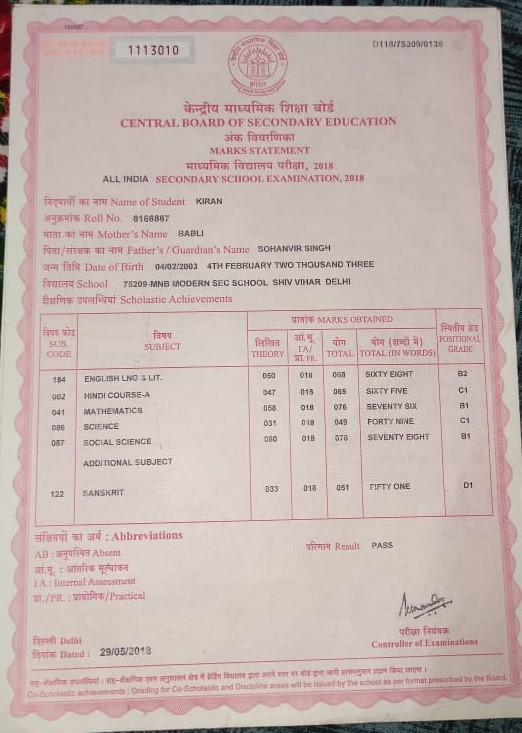 1113010
D118/75209/0136
केन्द्रीय माध्यमिक शिक्षा बोर्ड
CENTRAL BOARD OF SECONDARY EDUCATION
अंक विवरणिका
MARKS STATEMENT
माध्यमिक विद्यालय परीक्षा, 2018
ALL INDIA SECONDARY SCHOOL EXAMINATION, 2018
विद्यार्थी का नाम Name of Student KIRAN
अनुक्रमांक Roll No. 8166867
माता का नाम Mother's Name BABLI
पिता/संरक्षक का नाम Father's / Guardian's Name SOHANVIR SINGH
जन्म तिथि Date of Birth 04/02/2003 4TH FEBRUARY TWO THOUSAND THREE
विद्यालय School 75209-MNB MODERN SEC SCHOOL SHIV VIHAR DELHI
शैक्षणिक उपलब्धियां Scholastic Achievements
विषय कोड SUB. CODE
विषय SUBJECT
प्राप्तांक MARKS OBTAINED
लिखित THEORY
आं.मू. I A / प्रा. PR.
योग TOTAL
योग (शब्दों में) TOTAL (IN WORDS)
स्थितीय ग्रेड POSITIONAL GRADE
184 ENGLISH LNG & LIT. 050 018 068 SIXTY EIGHT B2
002 HINDI COURSE-A 047 018 065 SIXTY FIVE C1
041 MATHEMATICS 058 018 076 SEVENTY SIX B1
086 SCIENCE 031 018 049 FORTY NINE C1
087 SOCIAL SCIENCE 060 018 078 SEVENTY EIGHT B1
ADDITIONAL SUBJECT
122 SANSKRIT 033 018 051 FIFTY ONE D1
संक्षिप्तियों का अर्थ : Abbreviations
AB : अनुपस्थित Absent
परिणाम Result PASS
आं.मू. : आंतरिक मूल्यांकन
I A : Internal Assessment
प्रा./PR. : प्रायोगिक/Practical
दिल्ली Delhi
दिनांक Dated : 29/05/2018
परीक्षा नियंत्रक
Controller of Examinations
Co-Scholastic achievements : Grading for Co-Scholastic and Discipline areas will be issued by the school as per format prescribed by the Board.